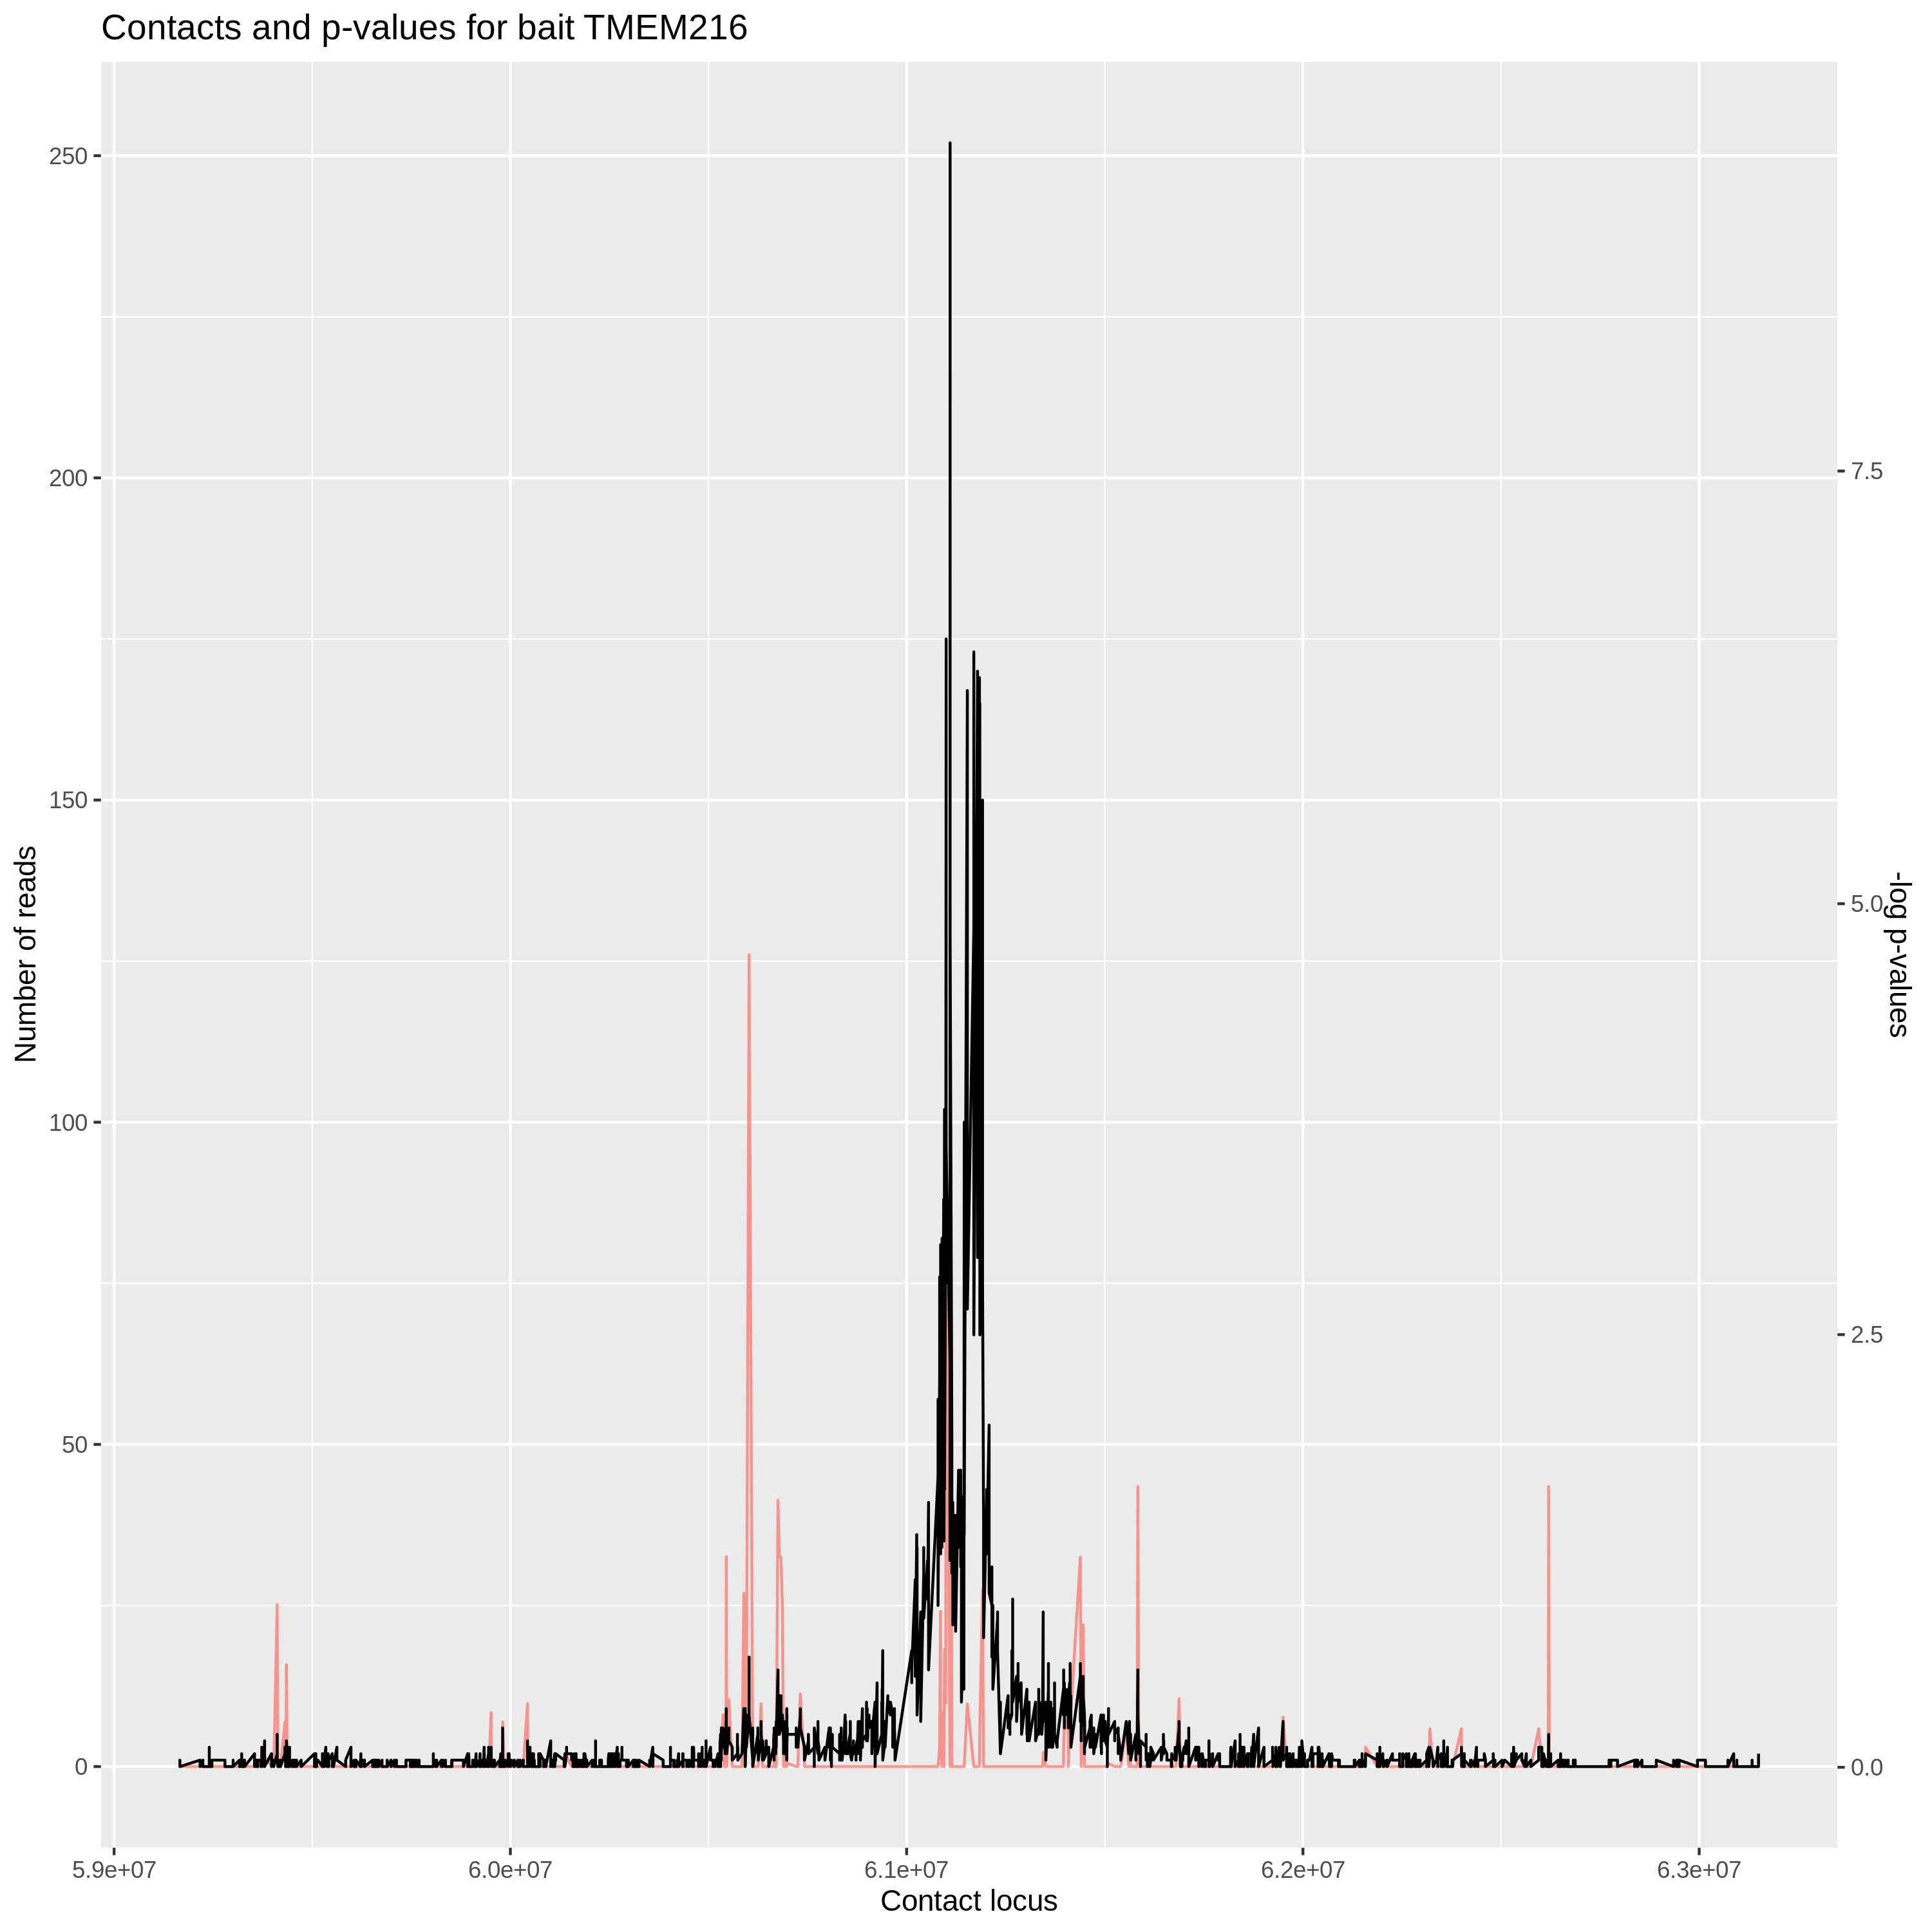 Contacts and p-values for bait TMEM216
250
200
150
100
50
0
Number of reads
7.5
5.0
2.5
0.0
-log p-values
5.9e+07
6.0e+07
6.1e+07
6.2e+07
6.3e+07
Contact locus